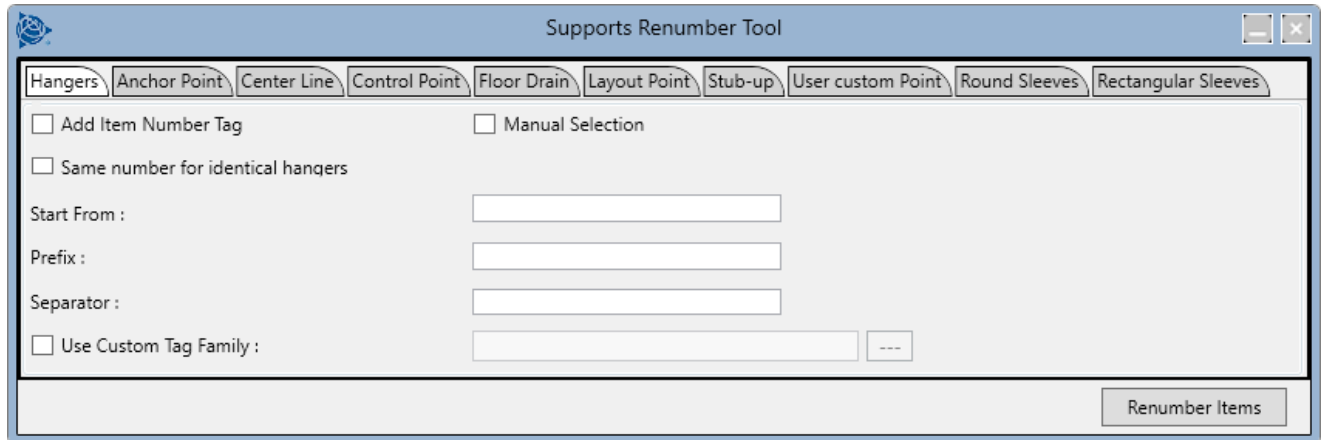 Supports Renumber Tool
Hangers Anchor Point Center Line Control Point Floor Drain Layout Point Stub-up User custom Point Round Sleeves Rectangular Sleeves
Add Item Number Tag Manual Selection
Same number for identical hangers
Start From :
Prefix :
Separator :
Use Custom Tag Family : ---
Renumber Items